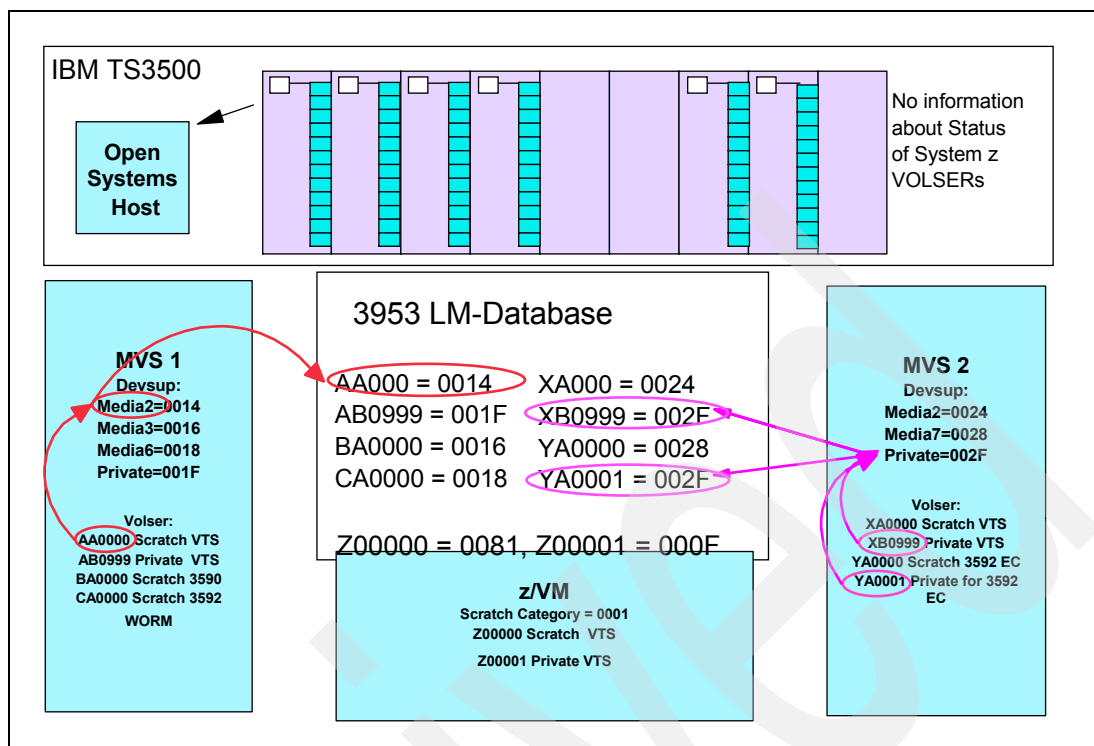 IBM TS3500
Open
Systems
Host
No information
about Status
of System z
VOLSERs
MVS 1
Devsup:
Media2=0014
Media3=0016
Media6=0018
Private=001F
Volser:
AA0000 Scratch VTS
AB0999 Private VTS
BA0000 Scratch 3590
CA0000 Scratch 3592
WORM
3953 LM-Database
AA000 = 0014 XA000 = 0024
AB0999 = 001F XB0999 = 002F
BA0000 = 0016 YA0000 = 0028
CA0000 = 0018 YA0001 = 002F
Z00000 = 0081, Z00001 = 000F
z/VM
Scratch Category = 0001
Z00000 Scratch VTS
Z00001 Private VTS
MVS 2
Devsup:
Media2=0024
Media7=0028
Private=002F
Volser:
XA0000 Scratch VTS
XB0999 Private VTS
YA0000 Scratch 3592 EC
YA0001 Private for 3592
EC